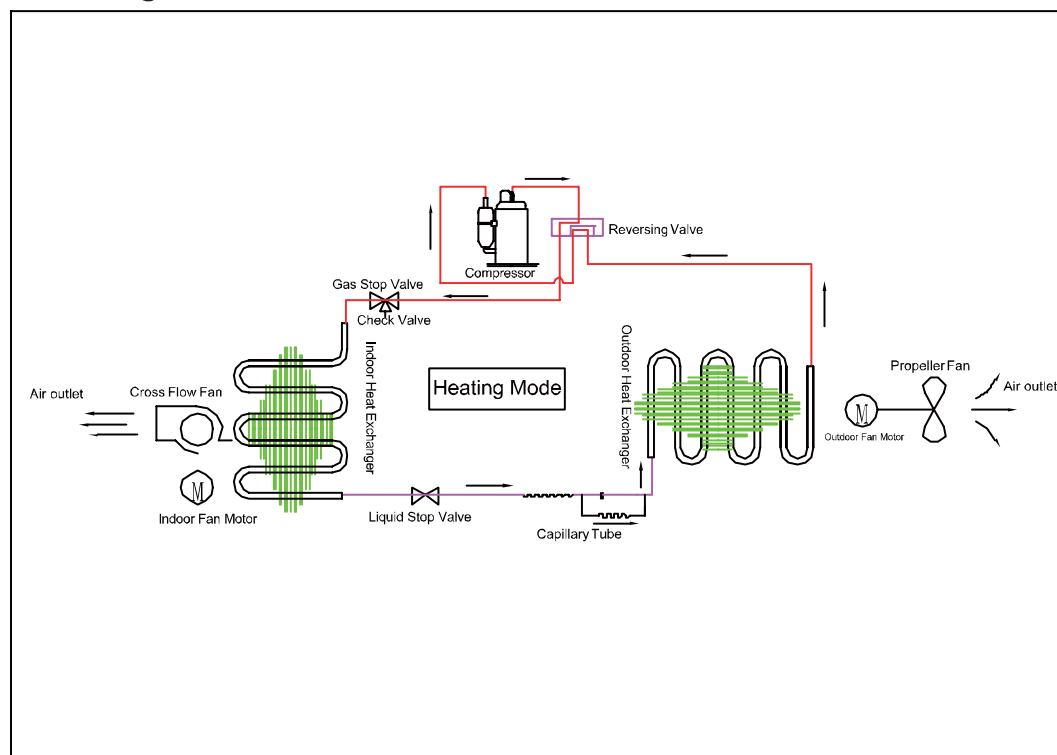 Reversing Valve
Compressor
Gas Stop Valve
Check Valve
Indoor Heat Exchanger
Heating Mode
Outdoor Heat Exchanger
Propeller Fan
Air outlet
Cross Flow Fan
Air outlet
M
Outdoor Fan Motor
M
Indoor Fan Motor
Liquid Stop Valve
Capillary Tube